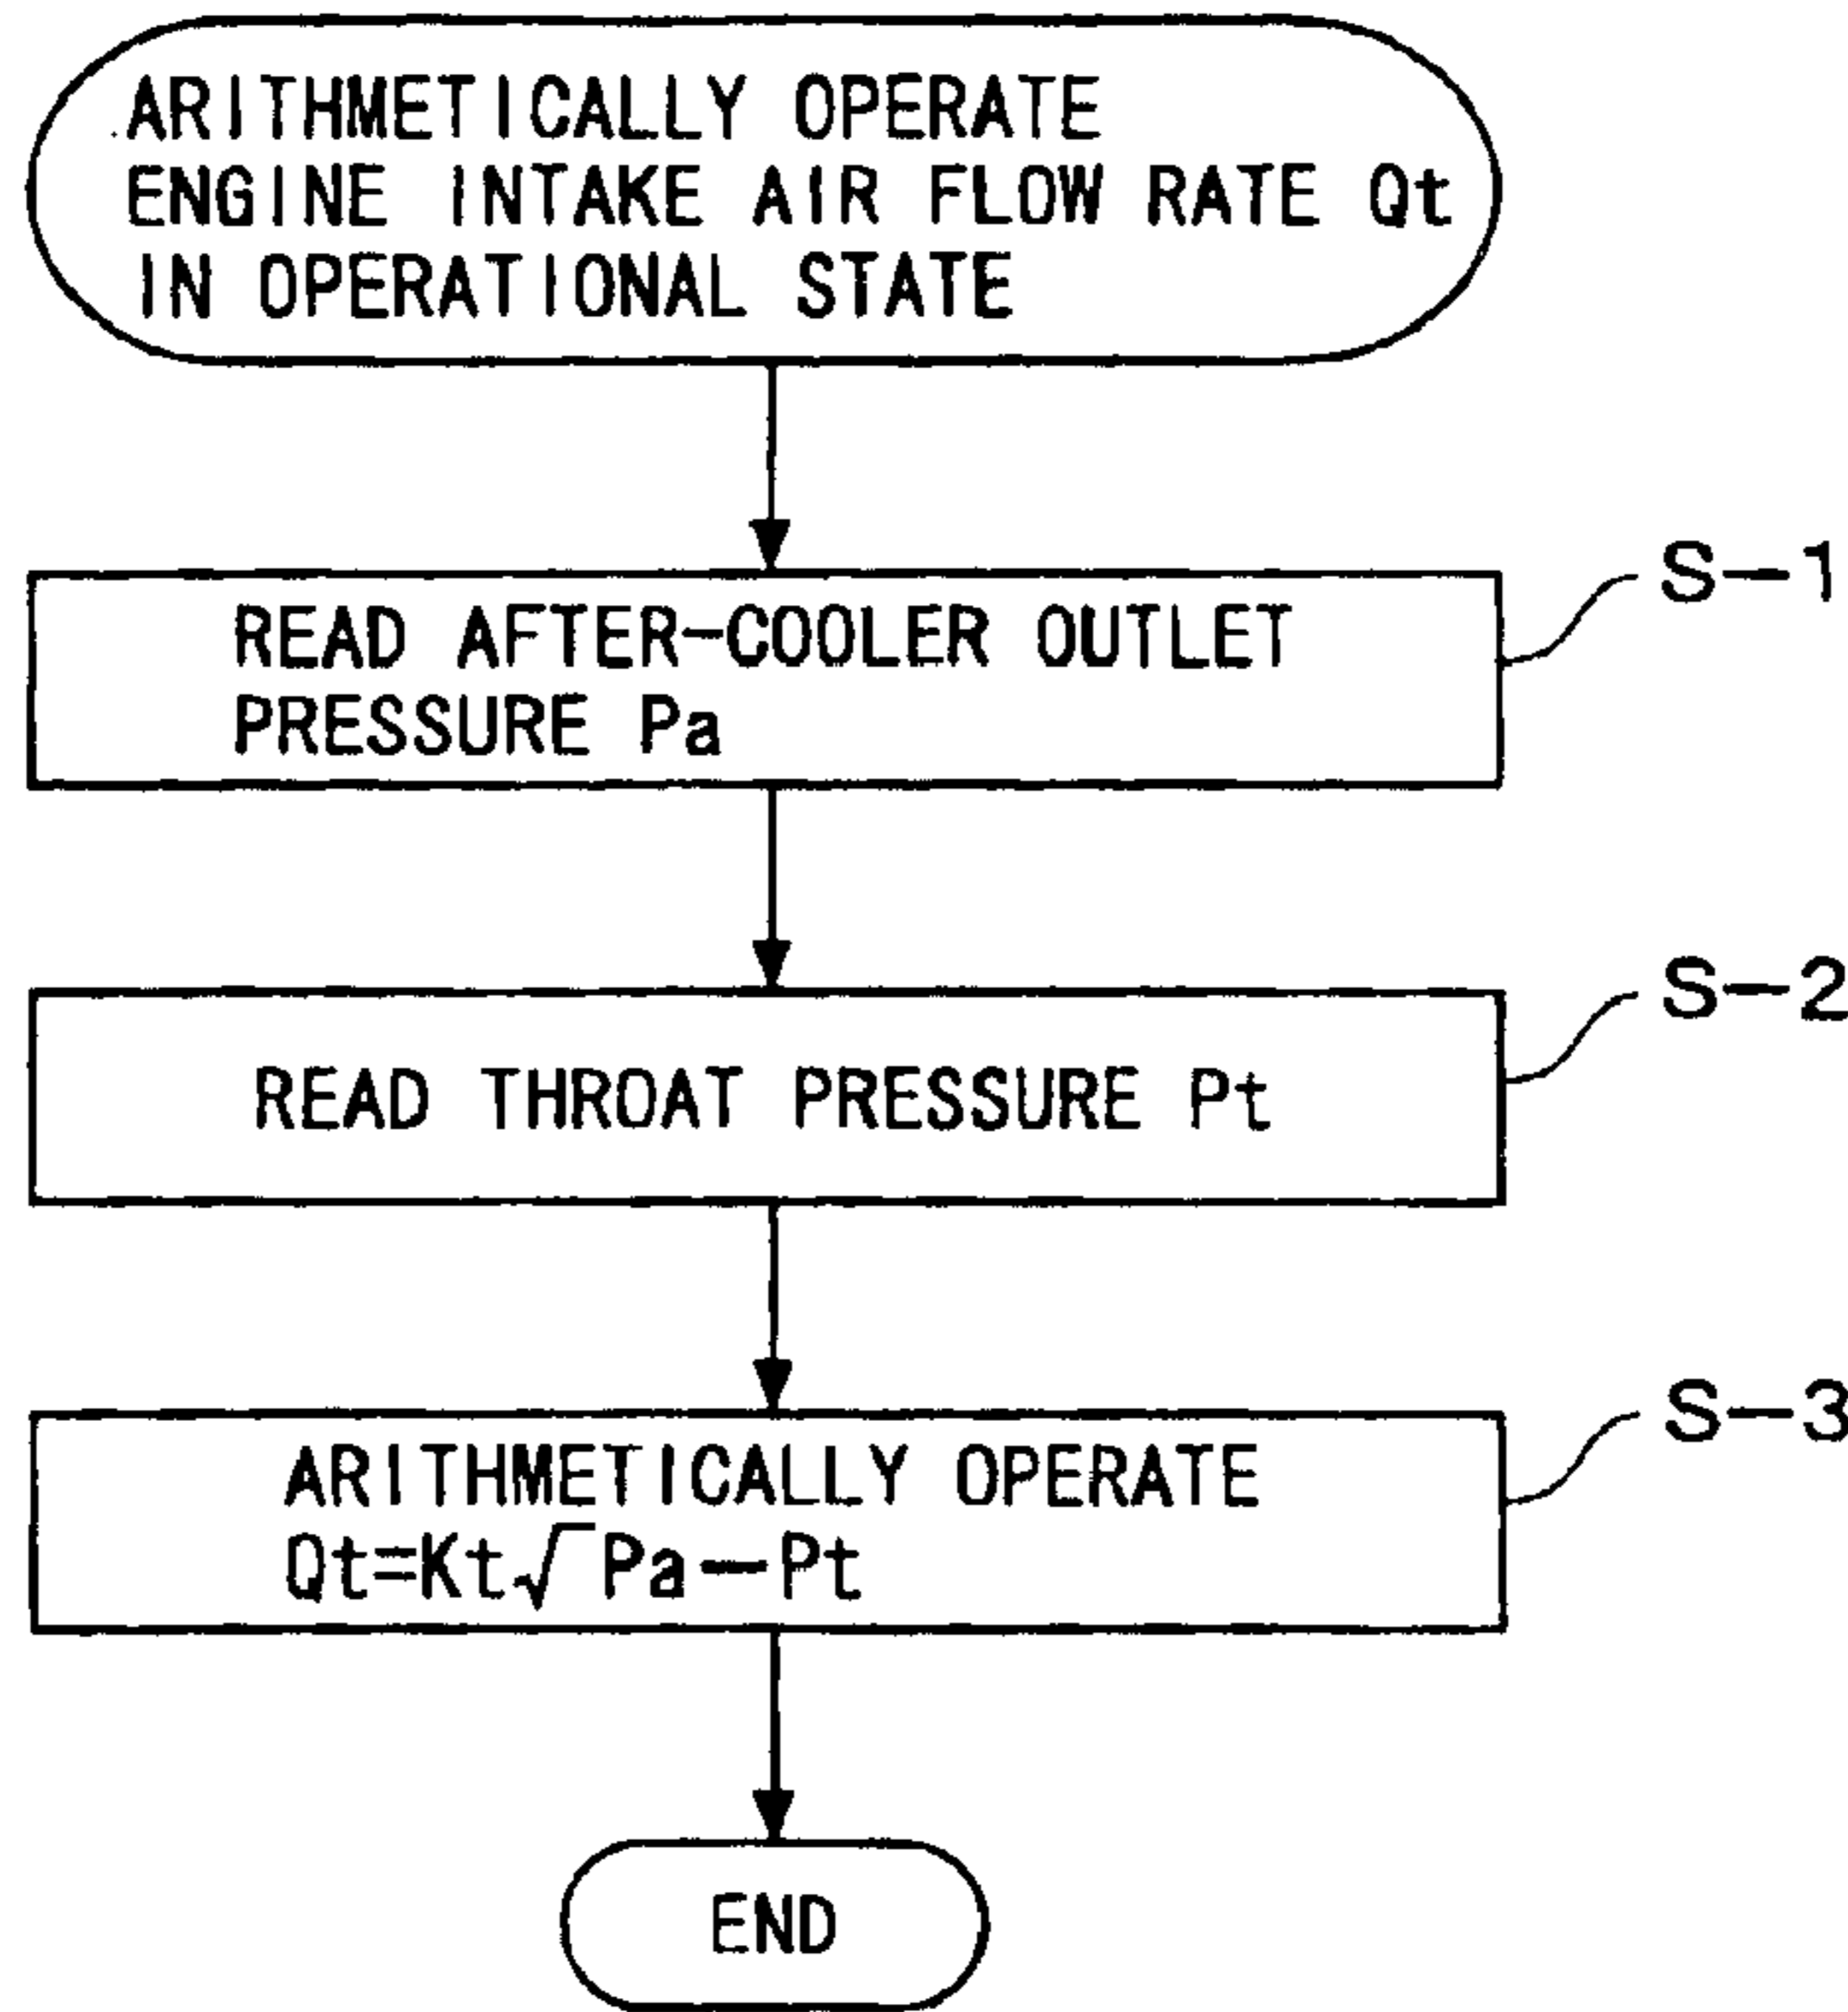 ARITHMETICALLY OPERATE
ENGINE INTAKE AIR FLOW RATE Qt
IN OPERATIONAL STATE
S-1
READ AFTER-COOLER OUTLET
PRESSURE Pa
S-2
READ THROAT PRESSURE Pt
S-3
ARITHMETICALLY OPERATE
Qt=Kt√Pa-Pt
END